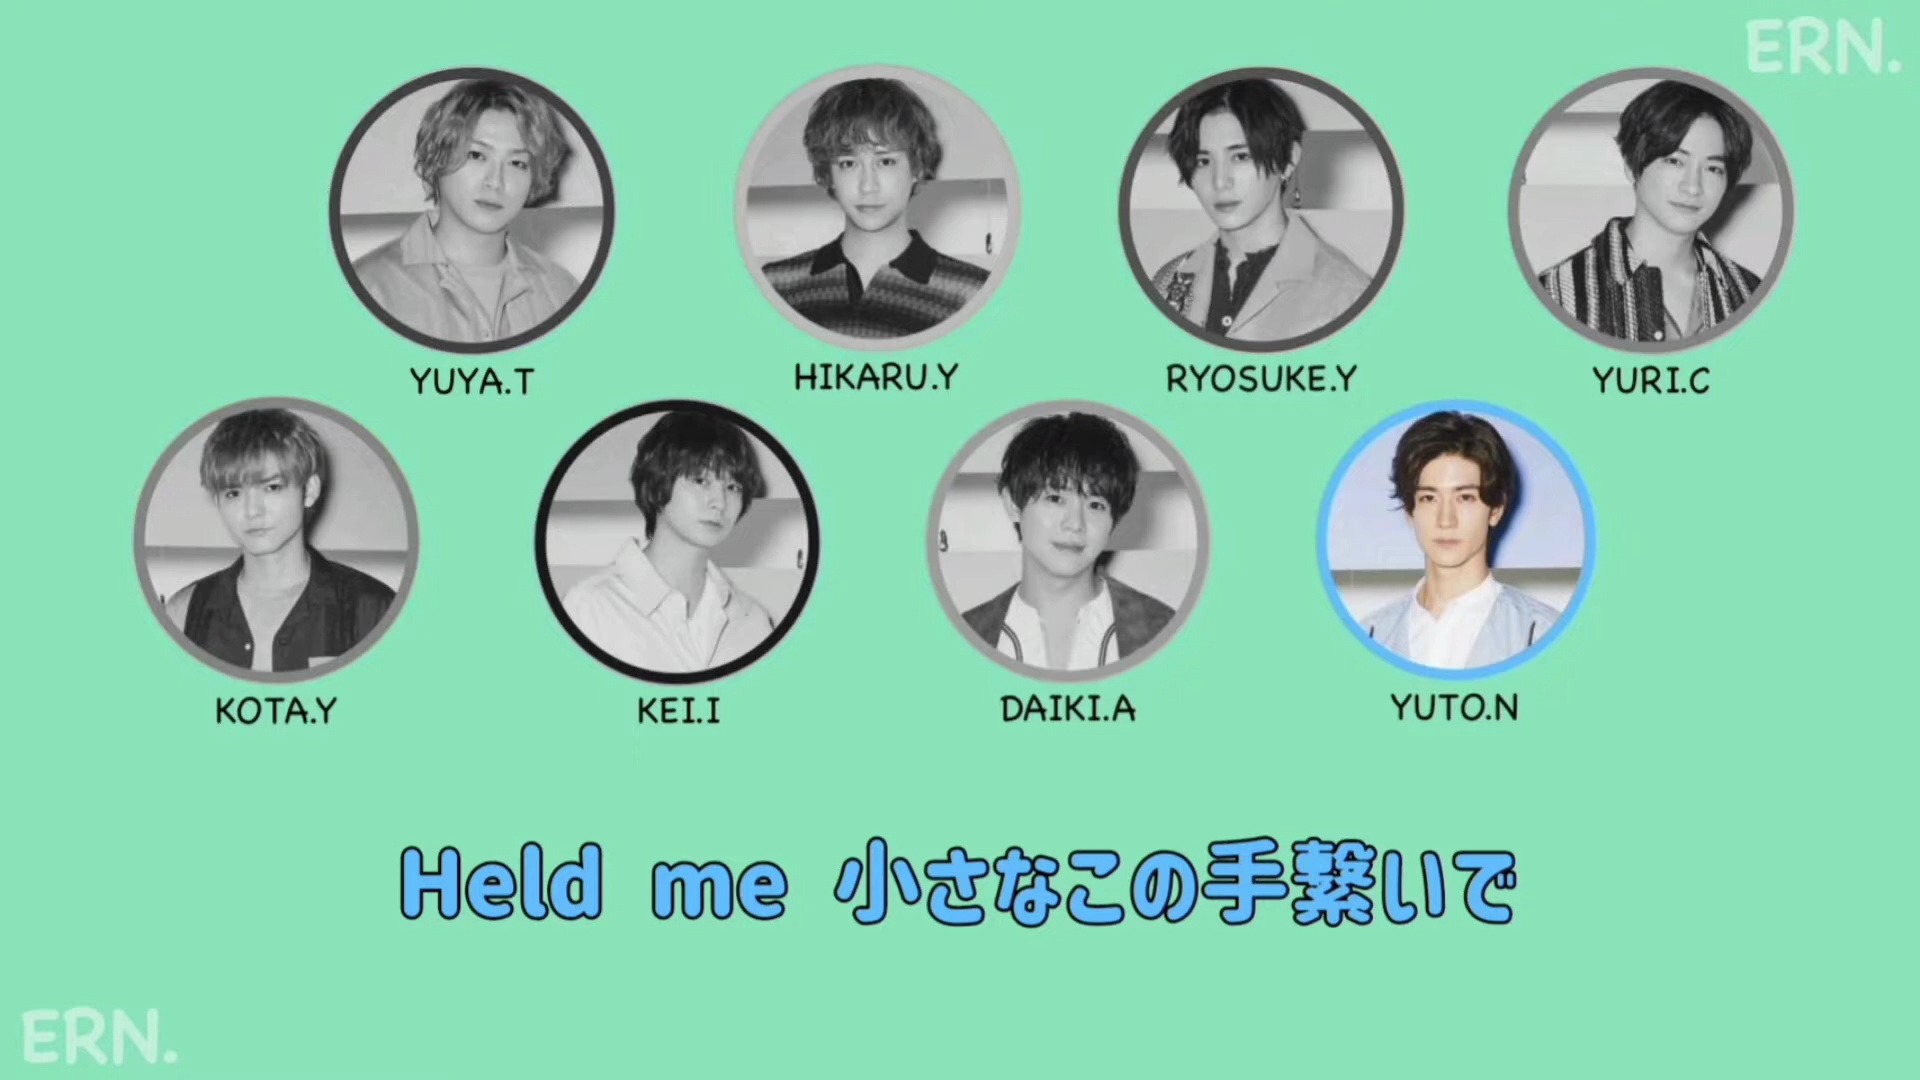 ERN.
YUYA.T
HIKARU.Y
RYOSUKE.Y
YURI.C
KOTA.Y
KEI.I
DAIKI.A
YUTO.N
Held me 小さなこの手繋いで
ERN.